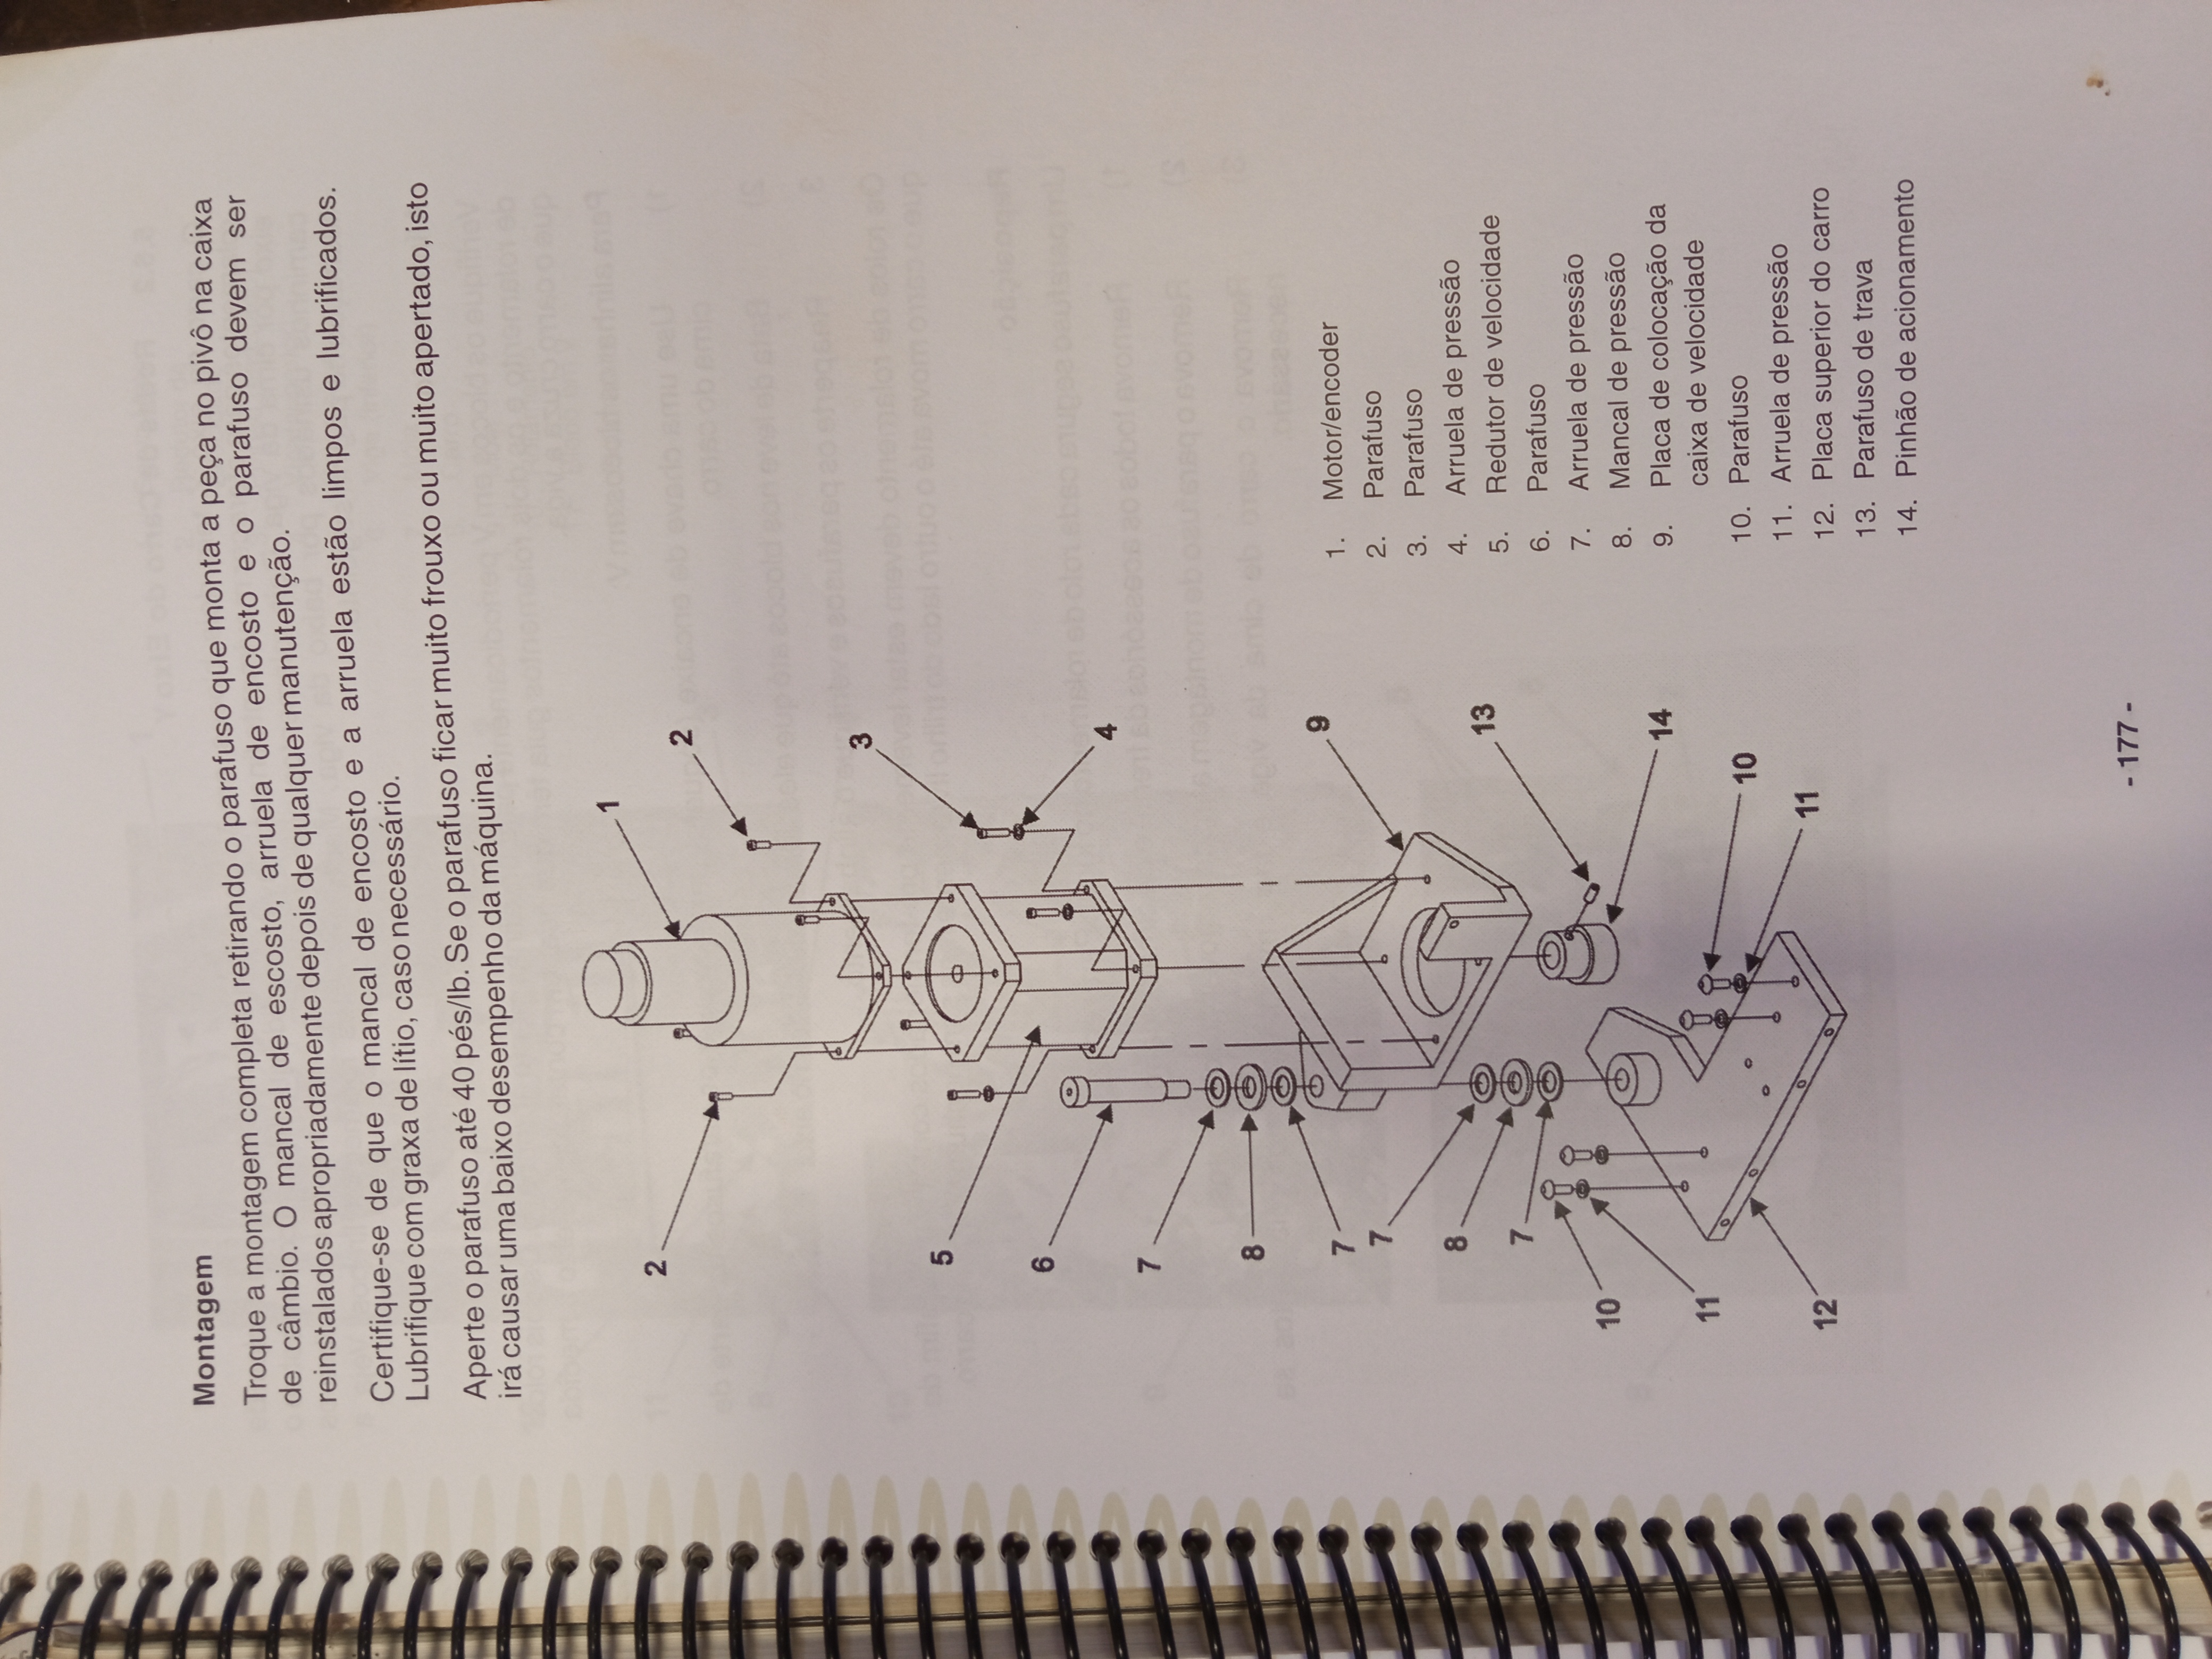 Montagem
Troque a montagem completa retirando o parafuso que monta a peça no pivô na caixa
de câmbio. O mancal de escosto, arruela de encosto e o parafuso devem ser
reinstalados apropriadamente depois de qualquer manutenção.
Certifique-se de que o mancal de encosto e a arruela estão limpos e lubrificados.
Lubrifique com graxa de lítio, caso necessário.
Aperte o parafuso até 40 pés/lb. Se o parafuso ficar muito frouxo ou muito apertado, isto
irá causar uma baixo desempenho da máquina.
1
2
2
3
5
6
4
7
8
9
7
7
8
13
7
10
14
11
10
11
12
1. Motor/encoder
2. Parafuso
3. Parafuso
4. Arruela de pressão
5. Redutor de velocidade
6. Parafuso
7. Arruela de pressão
8. Mancal de pressão
9. Placa de colocação da
caixa de velocidade
10. Parafuso
11. Arruela de pressão
12. Placa superior do carro
13. Parafuso de trava
14. Pinhão de acionamento
- 177 -